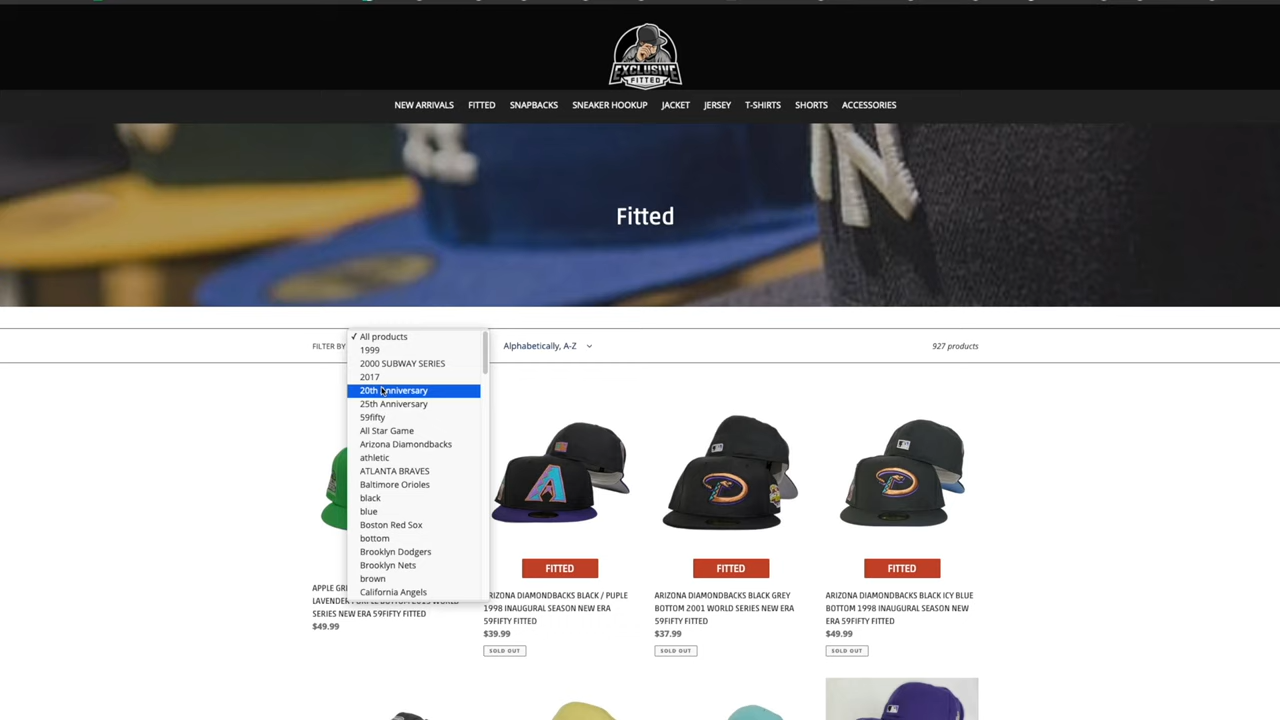 EXCLUSIVE
FITTED
NEW ARRIVALS FITTED SNAPBACKS SNEAKER HOOKUP JACKET JERSEY T-SHIRTS SHORTS ACCESSORIES
Fitted
FILTER BY
Alphabetically, A-Z
927 products
✓ All products
1999
2000 SUBWAY SERIES
2017
20th Anniversary
25th Anniversary
59fifty
All Star Game
Arizona Diamondbacks
athletic
ATLANTA BRAVES
Baltimore Orioles
black
blue
Boston Red Sox
bottom
Brooklyn Dodgers
Brooklyn Nets
brown
California Angels
SERIES NEW ERA 59FIFTY FITTED
$49.99
FITTED
ARIZONA DIAMONDBACKS BLACK / PUPLE
1998 INAUGURAL SEASON NEW ERA
59FIFTY FITTED
$39.99
SOLD OUT
FITTED
ARIZONA DIAMONDBACKS BLACK GREY
BOTTOM 2001 WORLD SERIES NEW ERA
59FIFTY FITTED
$37.99
SOLD OUT
FITTED
ARIZONA DIAMONDBACKS BLACK ICY BLUE
BOTTOM 1998 INAUGURAL SEASON NEW
ERA 59FIFTY FITTED
$49.99
SOLD OUT